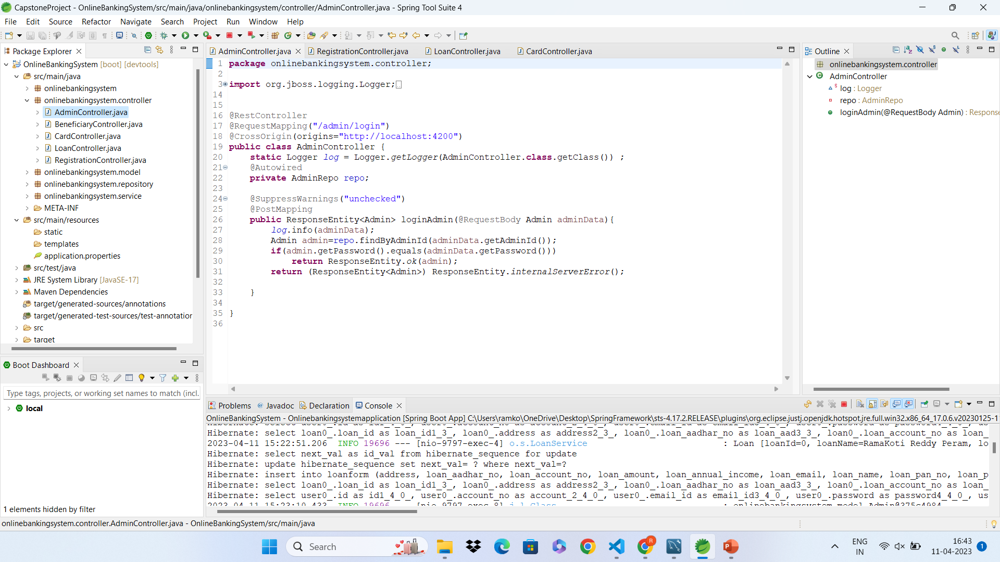 CapstoneProject - OnlineBankingSystem/src/main/java/onlinebankingsystem/controller/AdminController.java - Spring Tool Suite 4
File Edit Source Refactor Navigate Search Project Run Window Help
Package Explorer
OnlineBankingSystem [boot] [devtools]
src/main/java
onlinebankingsystem
onlinebankingsystem.controller
AdminController.java
BeneficiaryController.java
CardController.java
LoanController.java
RegistrationController.java
onlinebankingsystem.model
onlinebankingsystem.repository
onlinebankingsystem.service
META-INF
src/main/resources
static
templates
application.properties
src/test/java
JRE System Library [JavaSE-17]
Maven Dependencies
target/generated-sources/annotations
target/generated-test-sources/test-annotation
src
target
Boot Dashboard
Type tags, projects, or working set names to match (incl.
local
1 elements hidden by filter
AdminController.java RegistrationController.java LoanController.java CardController.java
1 package onlinebankingsystem.controller;
2
3 import org.jboss.logging.Logger;
14
15
16 @RestController
17 @RequestMapping("/admin/login")
18 @CrossOrigin(origins="http://localhost:4200")
19 public class AdminController {
20 static Logger log = Logger.getLogger(AdminController.class.getClass()) ;
21 @Autowired
22 private AdminRepo repo;
23
24 @SuppressWarnings("unchecked")
25 @PostMapping
26 public ResponseEntity<Admin> loginAdmin(@RequestBody Admin adminData){
27 log.info(adminData);
28 Admin admin=repo.findByAdminId(adminData.getAdminId());
29 if(admin.getPassword().equals(adminData.getPassword()))
30 return ResponseEntity.ok(admin);
31 return (ResponseEntity<Admin>) ResponseEntity.internalServerError();
32
33 }
34
35 }
36
Outline
onlinebankingsystem.controller
AdminController
log : Logger
repo : AdminRepo
loginAdmin(@RequestBody Admin) : Response
Problems Javadoc Declaration Console
OnlineBankingSystem - Onlinebankingsystemapplication [Spring Boot App] C:\Users\ramko\OneDrive\Desktop\SpringFramework\sts-4.17.2.RELEASE\plugins\org.eclipse.justj.openjdk.hotspot.jre.full.win32.x86_64_17.0.6.v20230125-1
Hibernate: select loan0_.loan_id as loan_id1_3_, loan0_.address as address2_3_, loan0_.loan_aadhar_no as loan_aad3_3_, loan0_.loan_account_no as loan_
2023-04-11 15:22:51.206 INFO 19696 --- [nio-9797-exec-4] o.s.LoanService : Loan [loanId=0, loanName=RamaKoti Reddy Peram, lo
Hibernate: select next_val as id_val from hibernate_sequence for update
Hibernate: update hibernate_sequence set next_val= ? where next_val=?
Hibernate: insert into loanform (address, loan_aadhar_no, loan_account_no, loan_amount, loan_annual_income, loan_email, loan_name, loan_pan_no, loan_p
Hibernate: select loan0_.loan_id as loan_id1_3_, loan0_.address as address2_3_, loan0_.loan_aadhar_no as loan_aad3_3_, loan0_.loan_account_no as loan_
Hibernate: select user0_.id as id1_4_0_, user0_.account_no as account_2_4_0_, user0_.email_id as email_id3_4_0_, user0_.password as password4_4_0_, us
onlinebankingsystem.controller.AdminController.java - OnlineBankingSystem/src/main/java
Search
ENG
IN
16:43
11-04-2023
1